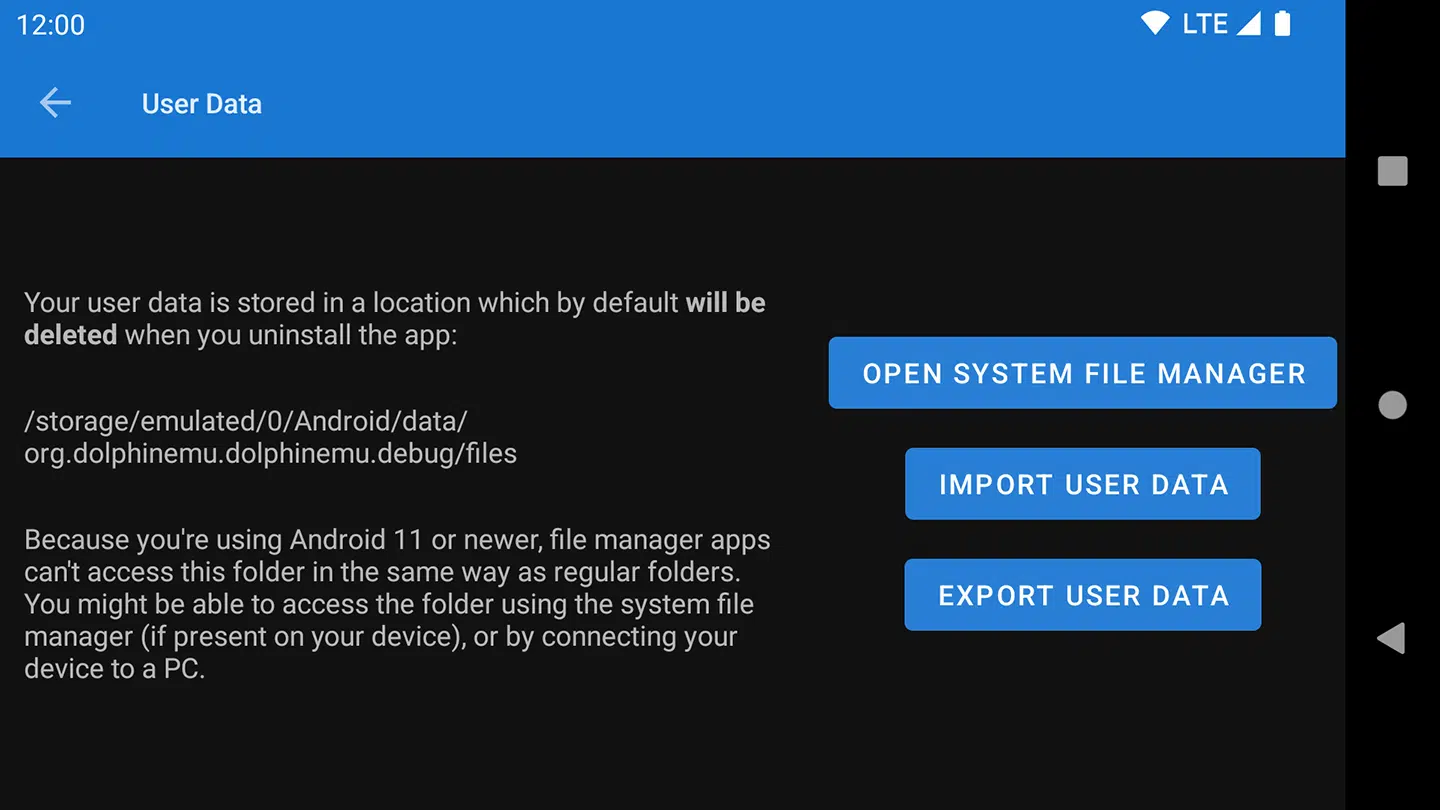 12:00
LTE
User Data
Your user data is stored in a location which by default will be
deleted when you uninstall the app:
/storage/emulated/0/Android/data/
org.dolphinemu.dolphinemu.debug/files
Because you're using Android 11 or newer, file manager apps
can't access this folder in the same way as regular folders.
You might be able to access the folder using the system file
manager (if present on your device), or by connecting your
device to a PC.
OPEN SYSTEM FILE MANAGER
IMPORT USER DATA
EXPORT USER DATA